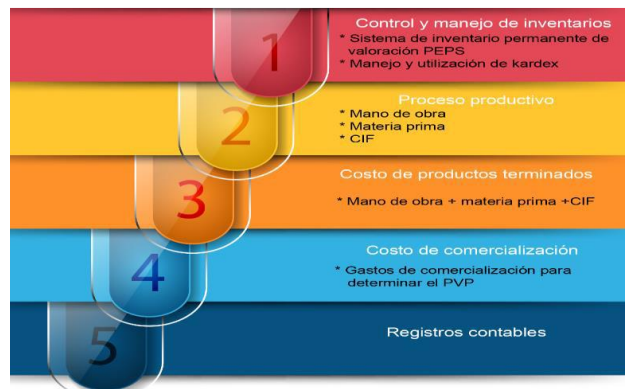 1
Control y manejo de inventarios
* Sistema de inventario permanente de
valoración PEPS
* Manejo y utilización de kardex
2
Proceso productivo
* Mano de obra
* Materia prima
* CIF
3
Costo de productos terminados
* Mano de obra + materia prima +CIF
4
Costo de comercialización
* Gastos de comercialización para
determinar el PVP
5
Registros contables